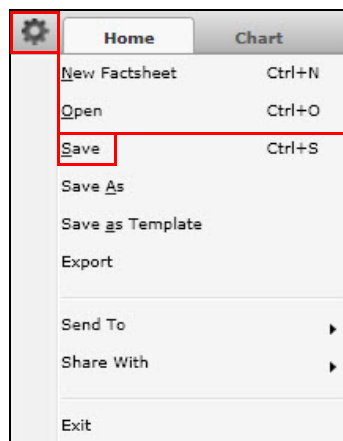 Home Chart
New Factsheet Ctrl+N
Open Ctrl+O
Save Ctrl+S
Save As
Save as Template
Export
Send To
Share With
Exit